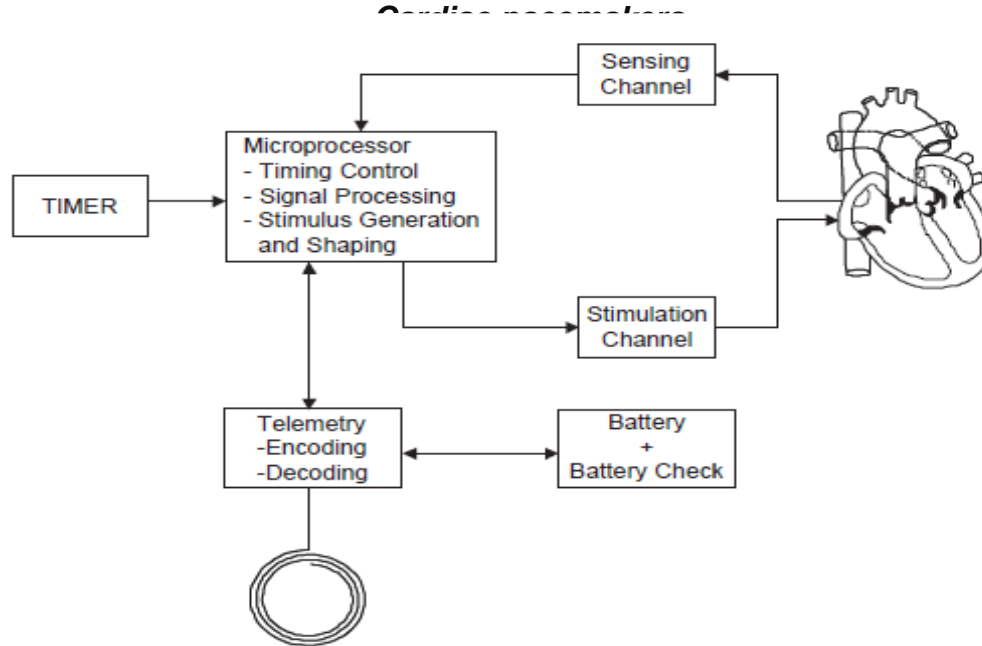 Cardiac pacemakers
Sensing
Channel
Microprocessor
- Timing Control
- Signal Processing
- Stimulus Generation
and Shaping
TIMER
Stimulation
Channel
Telemetry
-Encoding
-Decoding
Battery
+
Battery Check